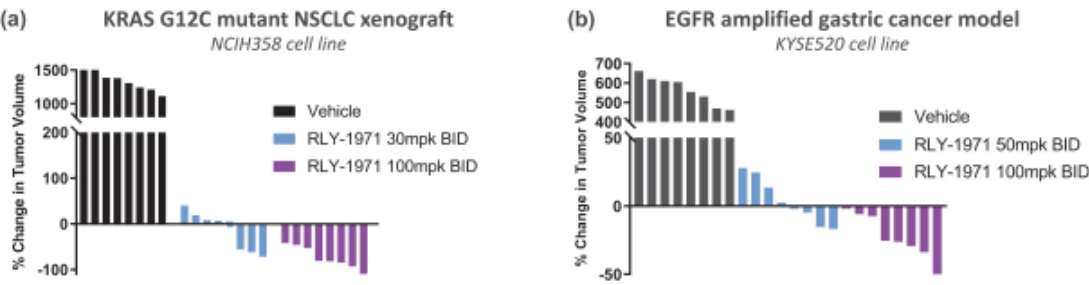 (a)
KRAS G12C mutant NSCLC xenograft
NCIH358 cell line
% Change in Tumor Volume
1500
1000
200
100
0
-100
Vehicle
RLY-1971 30mpk BID
RLY-1971 100mpk BID
(b)
EGFR amplified gastric cancer model
KYSE520 cell line
% Change in Tumor Volume
700
600
500
400
50
0
-50
Vehicle
RLY-1971 50mpk BID
RLY-1971 100mpk BID